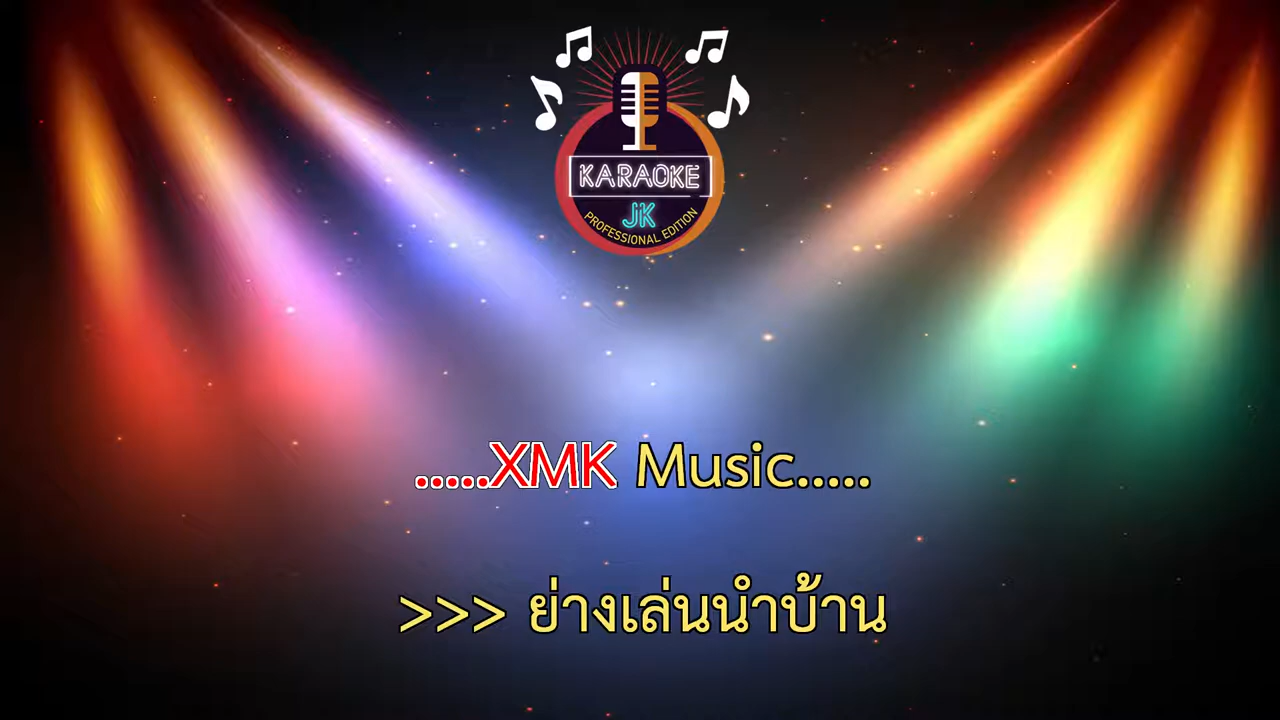 KARAOKE
JK
PROFESSIONAL EDITION
.....XMK Music.....
>>> ย่างเล่นนำบ้าน